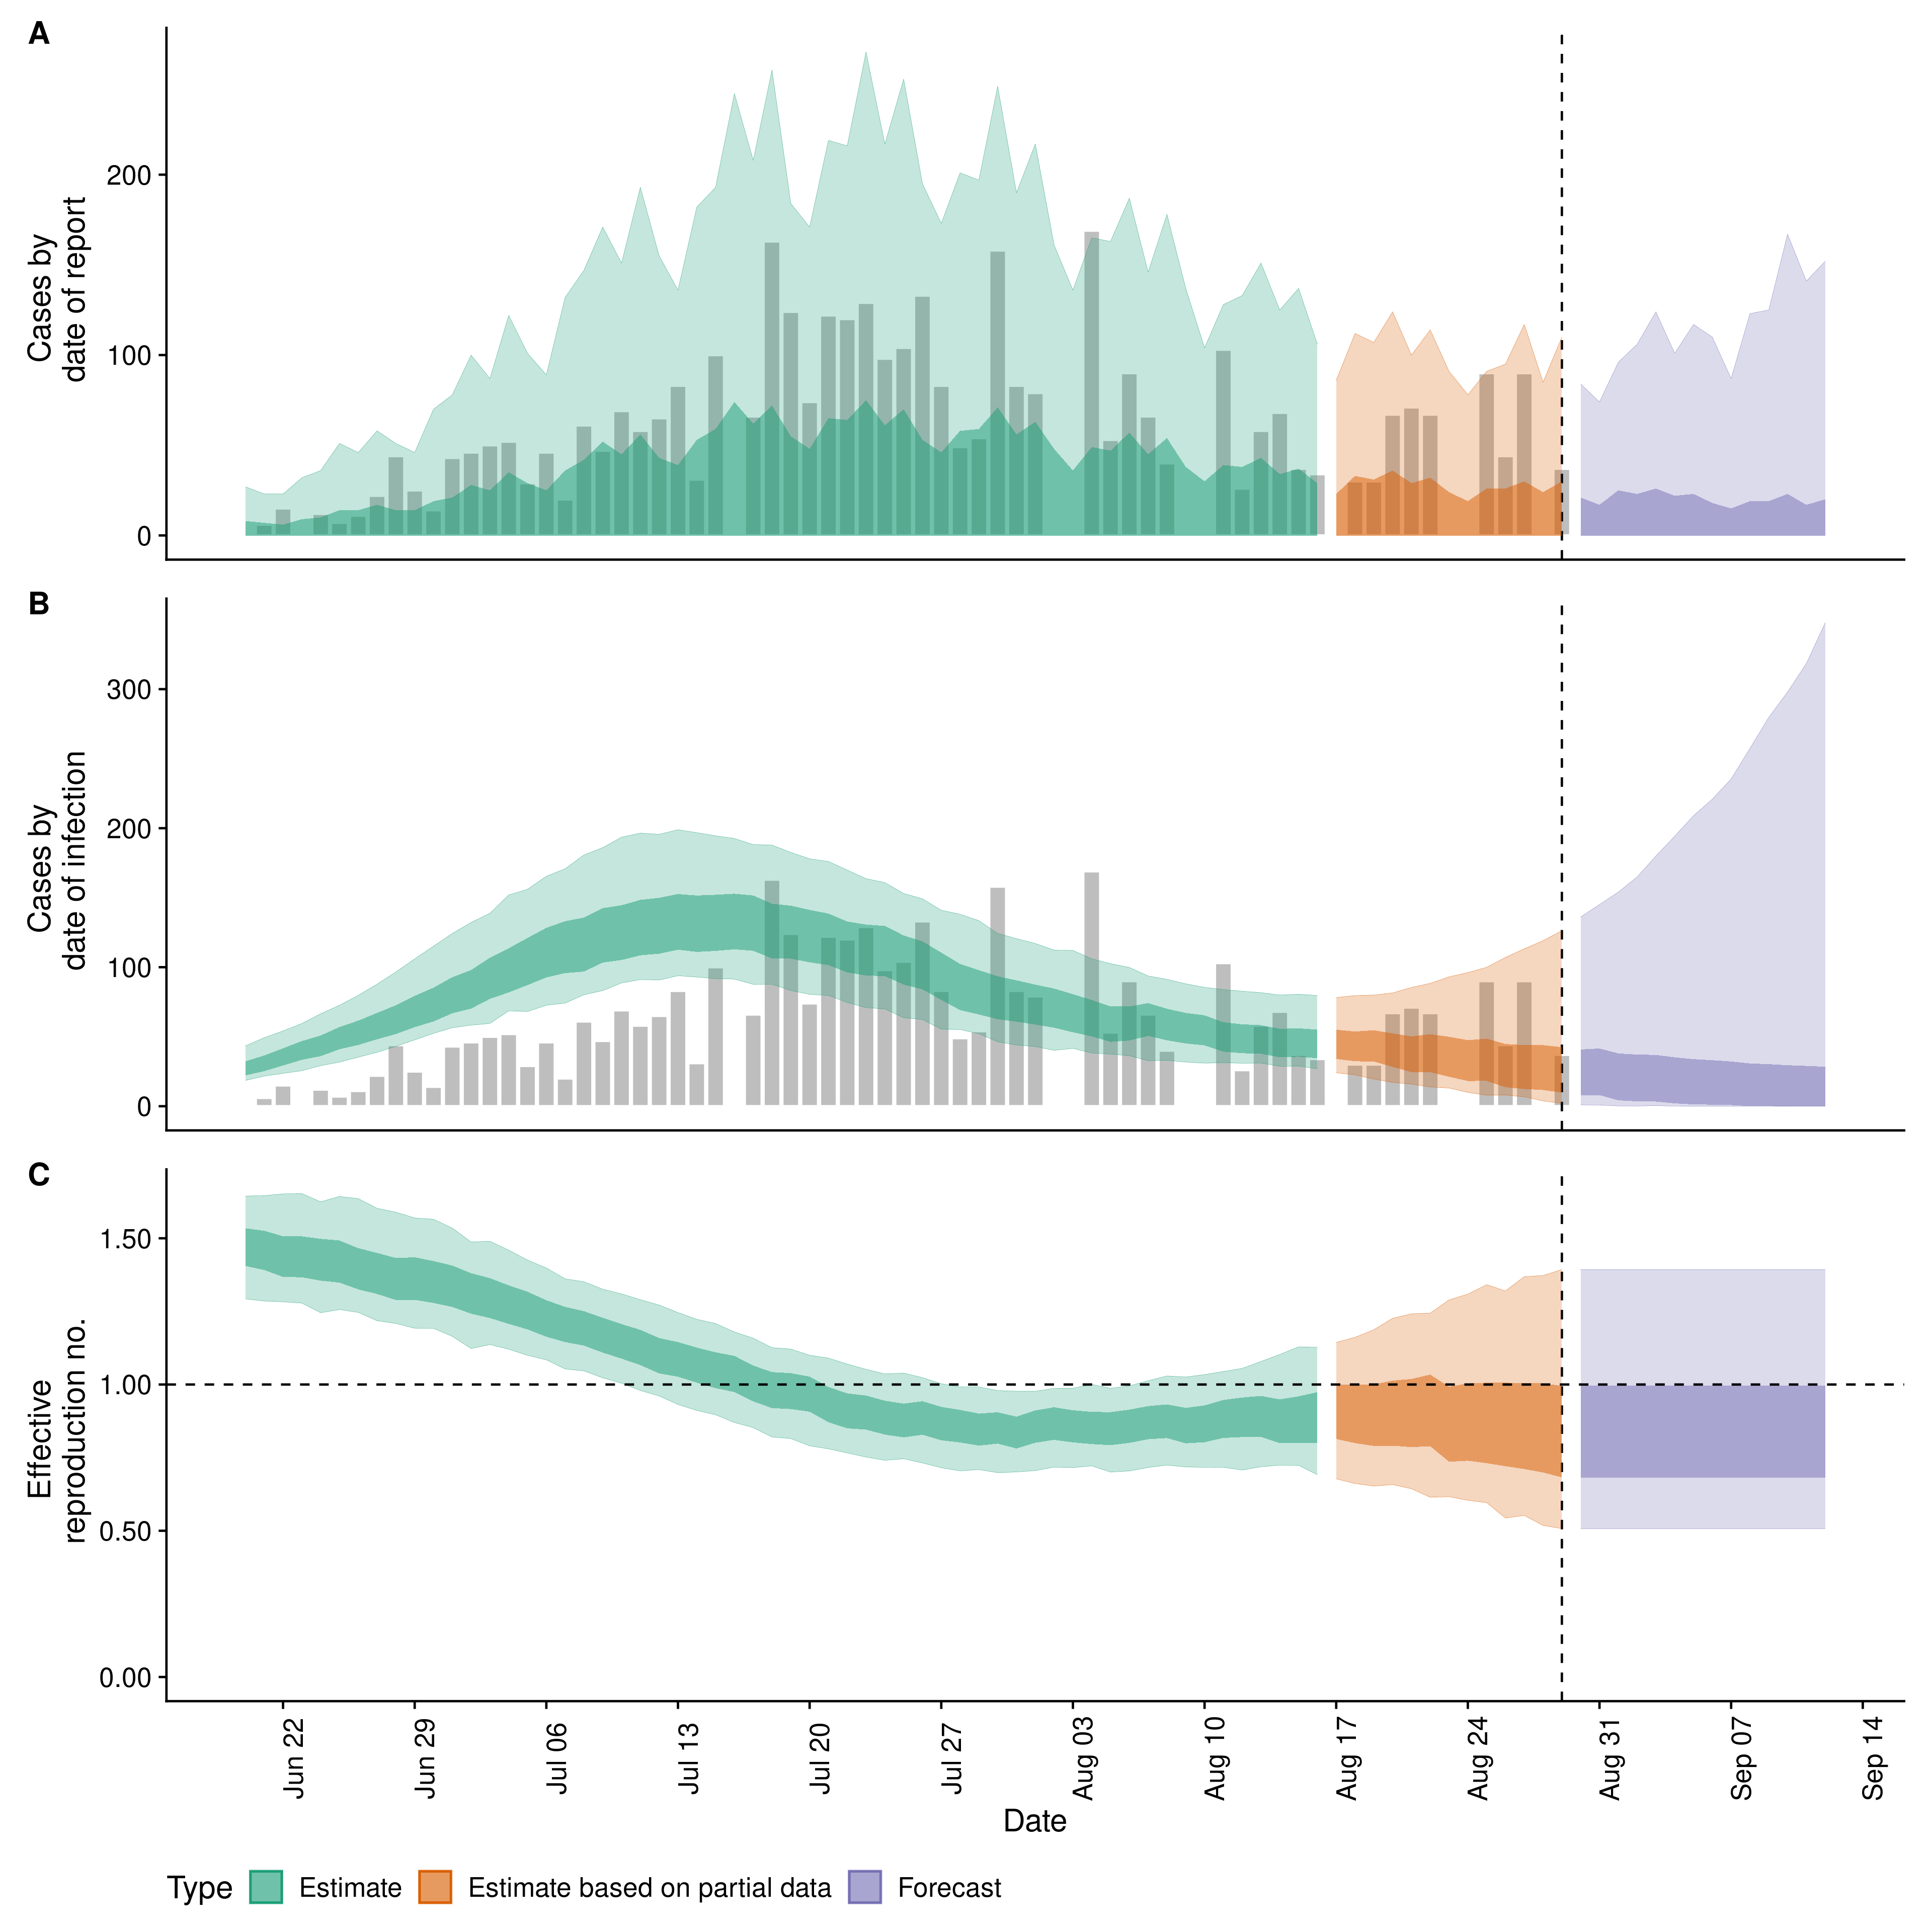 A
Cases by
date of report
200
100
0
B
Cases by
date of infection
300
200
100
0
C
Effective
reproduction no.
1.50
1.00
0.50
0.00
Jun 22
Jun 29
Jul 06
Jul 13
Jul 20
Jul 27
Aug 03
Aug 10
Aug 17
Aug 24
Aug 31
Sep 07
Sep 14
Date
Type Estimate Estimate based on partial data Forecast